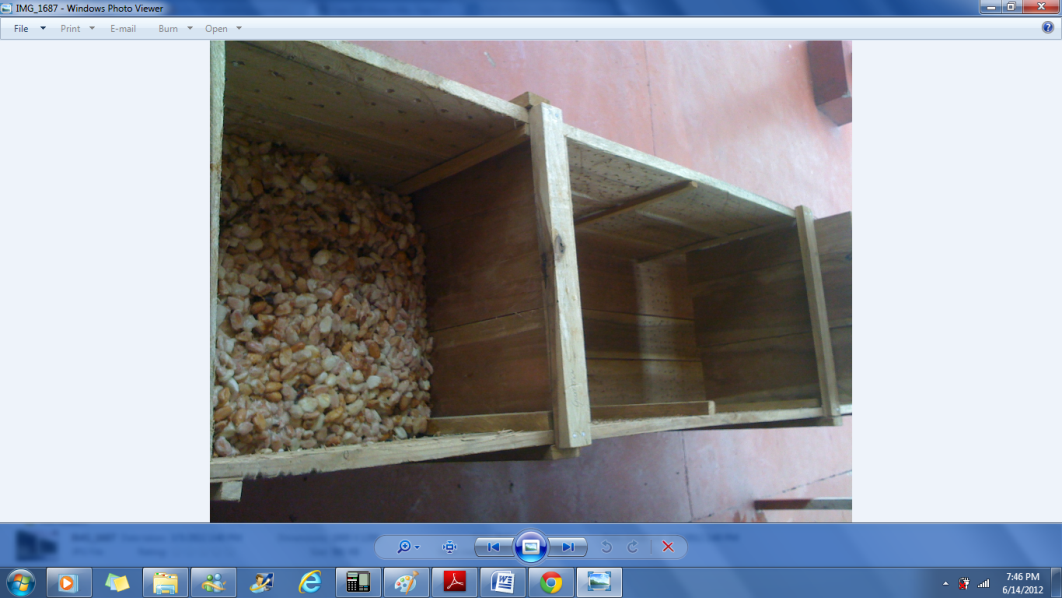 IMG_1687 - Windows Photo Viewer
File Print E-mail Burn Open
7:46 PM
6/14/2012